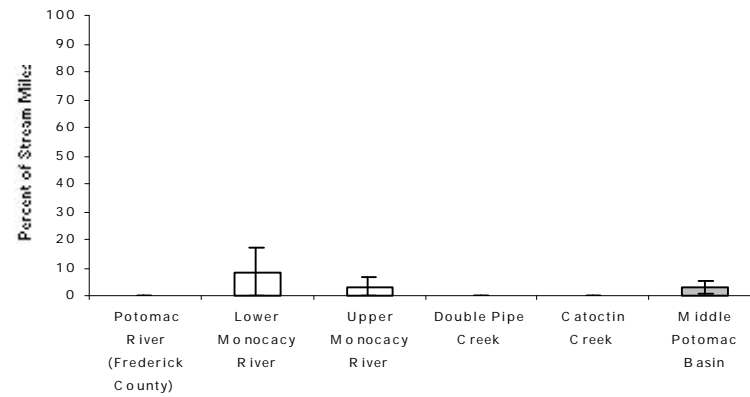 Percent of Stream Miles
100
90
80
70
60
50
40
30
20
10
0
Potomac
River
(Frederick
County)
Lower
Monocacy
River
Upper
Monocacy
River
Double Pipe
Creek
Catoctin
Creek
Middle
Potomac
Basin